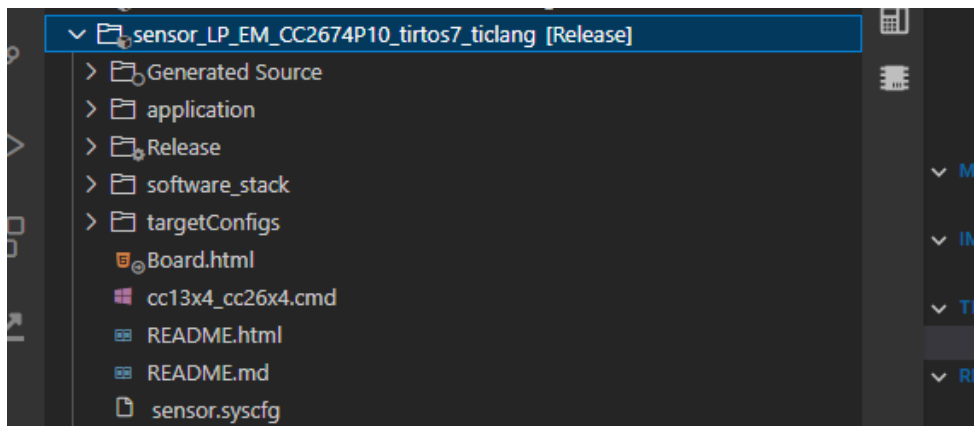 sensor_LP_EM_CC2674P10_tirtos7_ticlang [Release]
Generated Source
application
Release
software_stack
targetConfigs
Board.html
cc13x4_cc26x4.cmd
README.html
README.md
sensor.syscfg